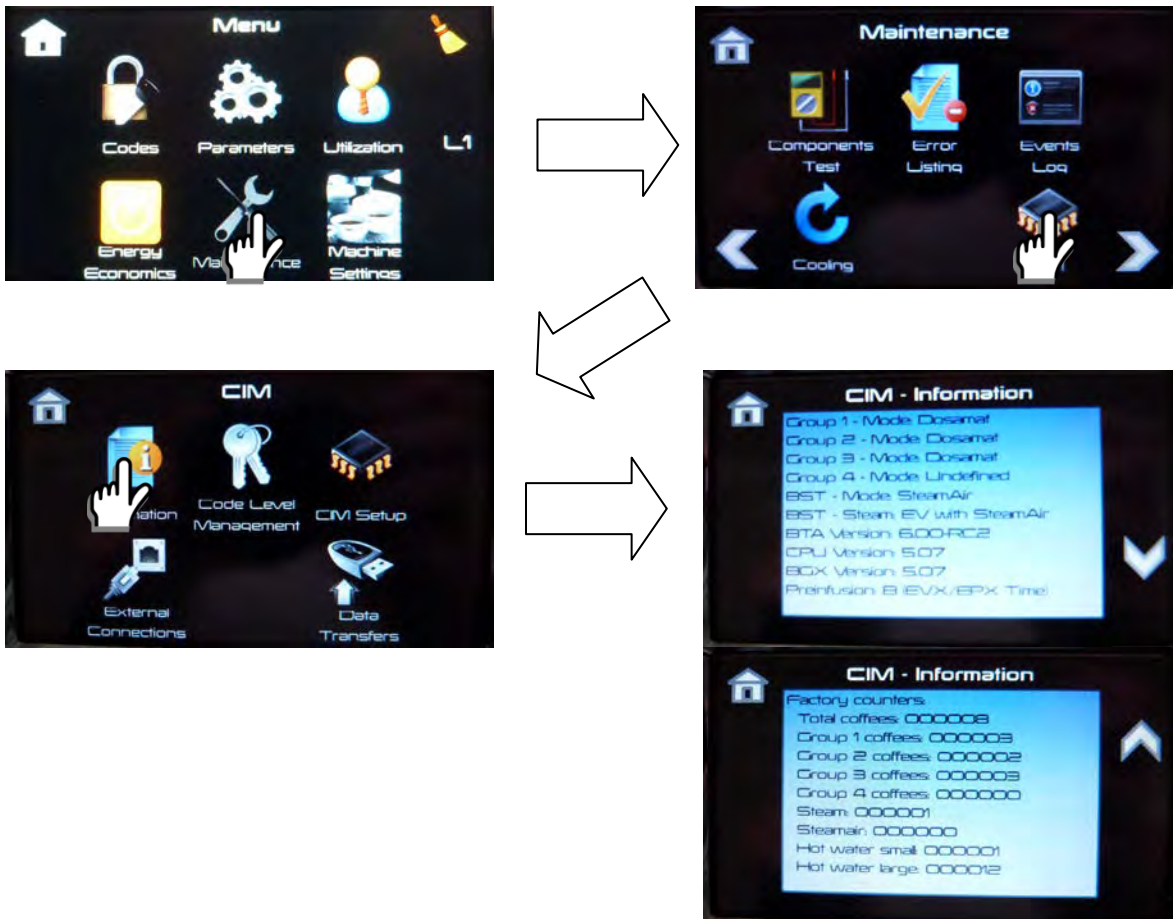 Menu
Codes
Parameters
Utilization
L1
Energy
Economics
Machine
Settings
Maintenance
Components
Test
Error
Listing
Events
Log
Cooling
CIM
Code Level
Management
CIM Setup
External
Connections
Data
Transfers
CIM - Information
Group 1 - Mode: Dosamat
Group 2 - Mode: Dosamat
Group 3 - Mode: Dosamat
Group 4 - Mode: Undefined
BST - Mode: SteamAir
BST - Steam: EV with SteamAir
BTA Version: 6.00-RC2
CPU Version: 5.07
BGX Version: 5.07
Preinfusion: B (EVX/EPX Time)
CIM - Information
Factory counters:
Total coffees: 000008
Group 1 coffees: 000003
Group 2 coffees: 000002
Group 3 coffees: 000003
Group 4 coffees: 000000
Steam: 000001
Steamair: 000000
Hot water small: 000001
Hot water large: 000012